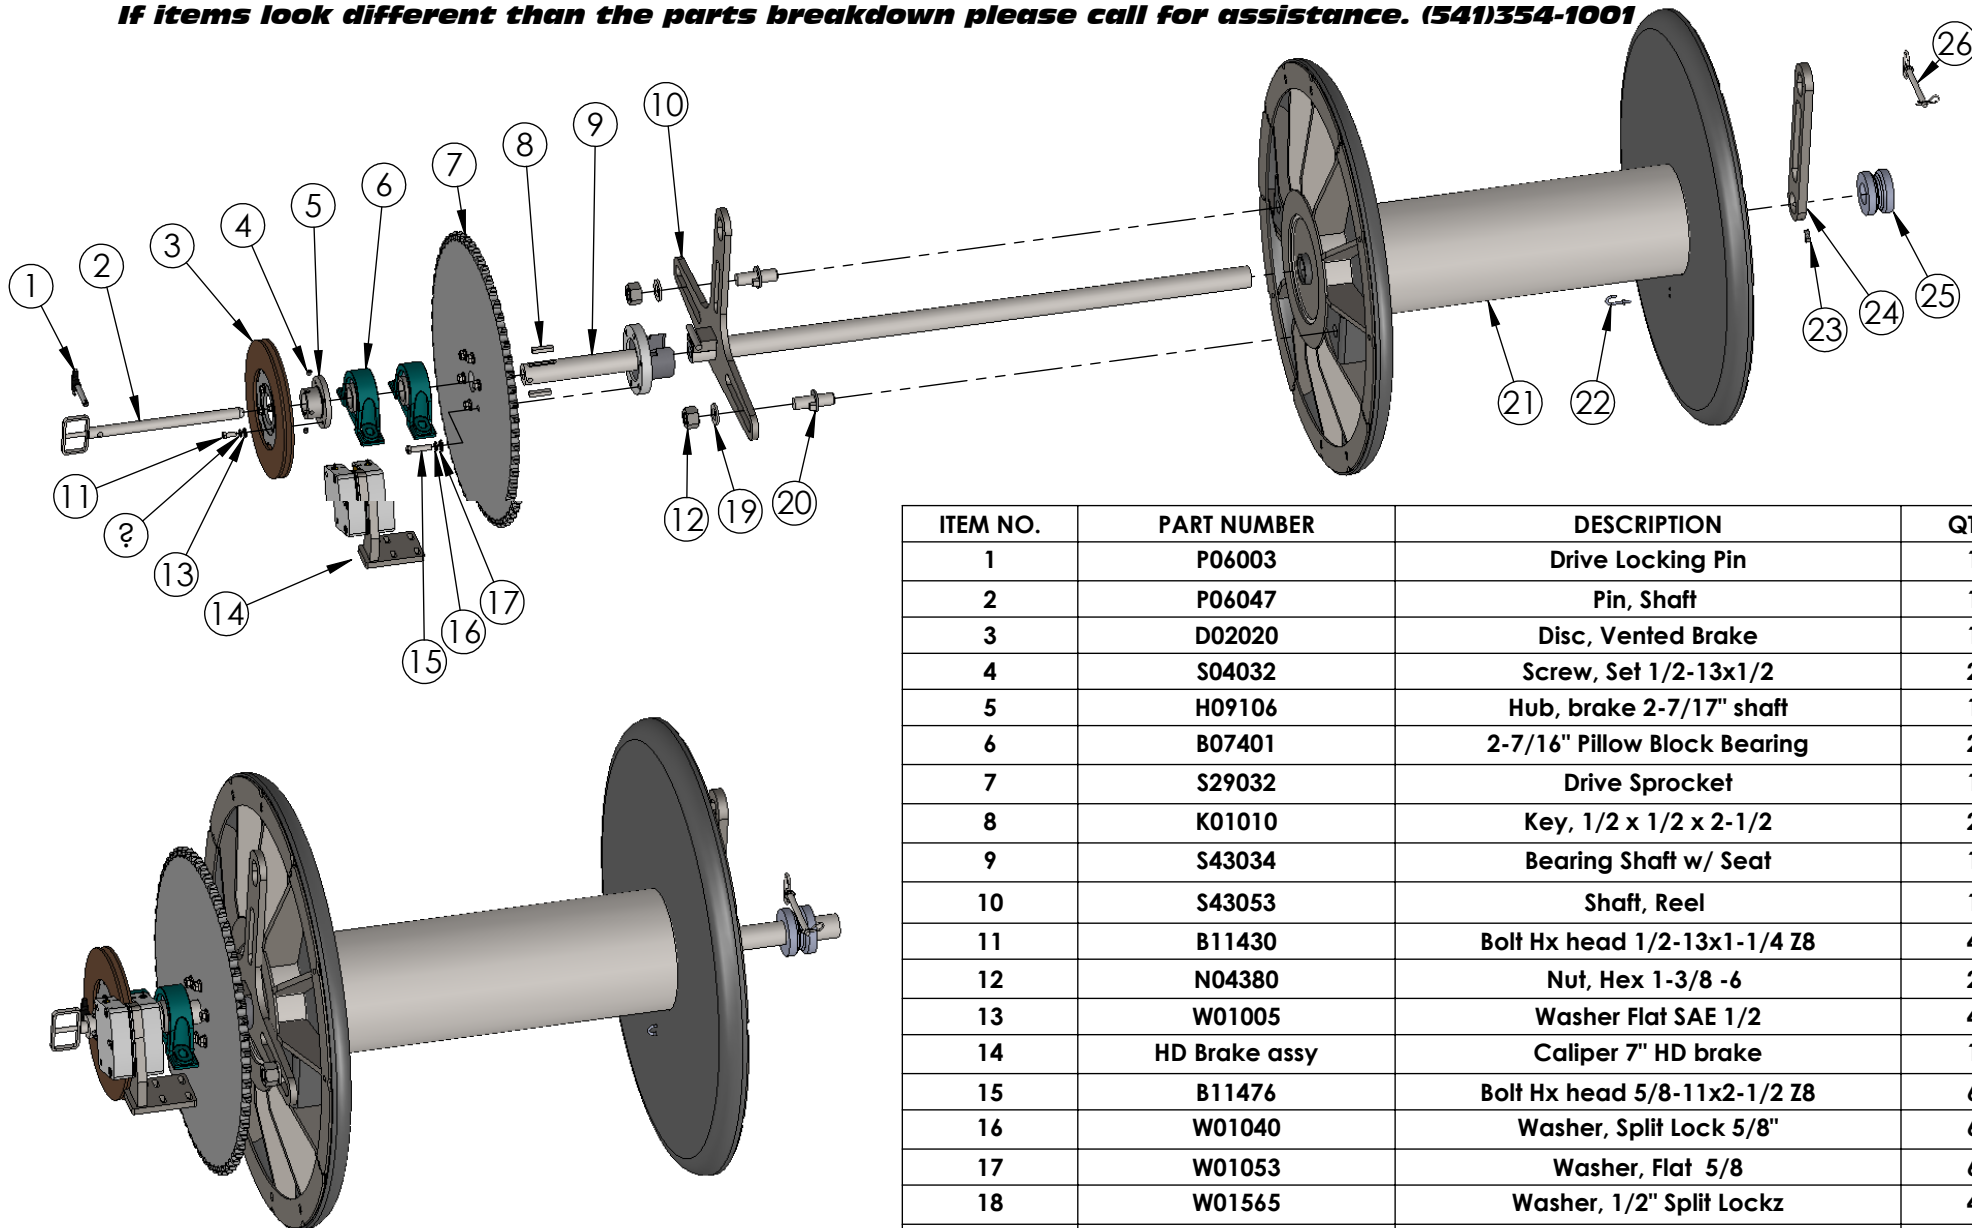 If items look different than the parts breakdown please call for assistance. (541)354-1001
26
10
9
8
7
6
5
4
3
2
1
25
24
23
22
21
20
19
12
11
?
13
14
17
16
15
ITEM NO. PART NUMBER DESCRIPTION
1 P06003 Drive Locking Pin
2 P06047 Pin, Shaft
3 D02020 Disc, Vented Brake
4 S04032 Screw, Set 1/2-13x1/2
5 H09106 Hub, brake 2-7/17" shaft
6 B07401 2-7/16" Pillow Block Bearing
7 S29032 Drive Sprocket
8 K01010 Key, 1/2 x 1/2 x 2-1/2
9 S43034 Bearing Shaft w/ Seat
10 S43053 Shaft, Reel
11 B11430 Bolt Hx head 1/2-13x1-1/4 Z8
12 N04380 Nut, Hex 1-3/8 -6
13 W01005 Washer Flat SAE 1/2
14 HD Brake assy Caliper 7" HD brake
15 B11476 Bolt Hx head 5/8-11x2-1/2 Z8
16 W01040 Washer, Split Lock 5/8"
17 W01053 Washer, Flat 5/8
18 W01565 Washer, 1/2" Split Lockz